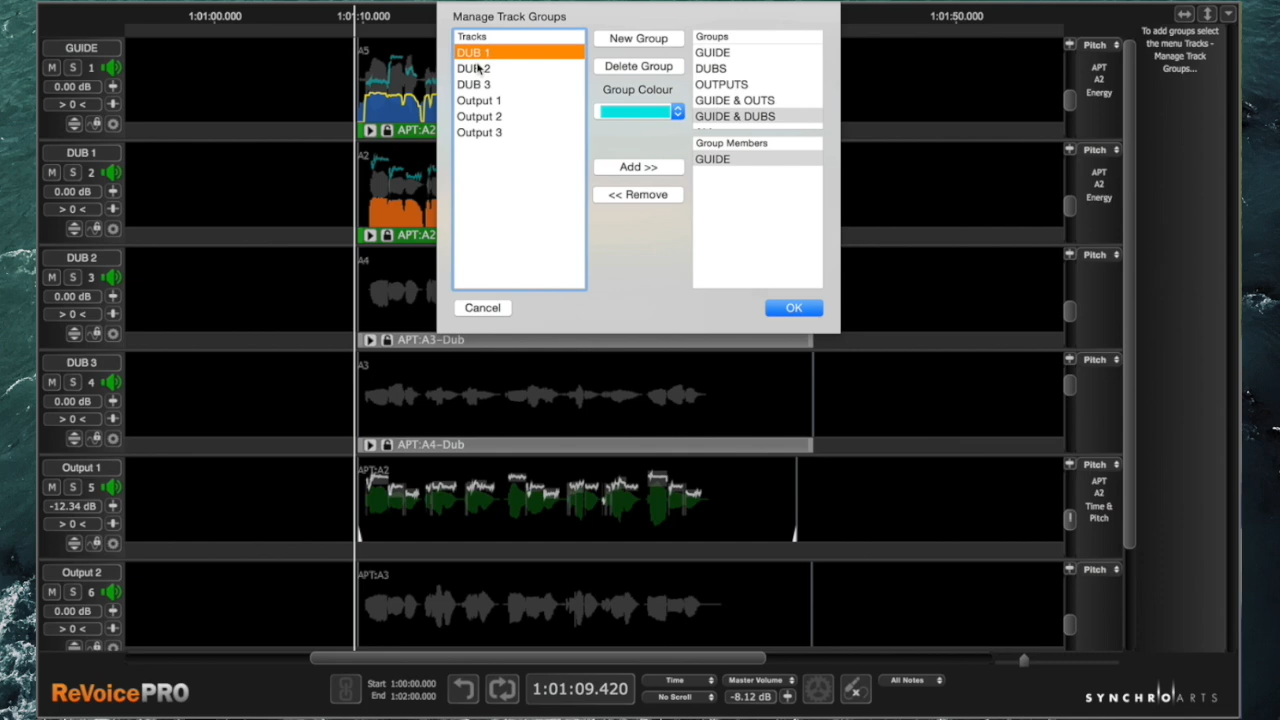 1:01:00.000
1:01:10.000
1:01:50.000
Manage Track Groups
Tracks
DUB 1
DUB 2
DUB 3
Output 1
Output 2
Output 3
New Group
Delete Group
Group Colour
Add >>
<< Remove
Groups
GUIDE
DUBS
OUTPUTS
GUIDE & OUTS
GUIDE & DUBS
Group Members
GUIDE
Cancel
OK
To add groups select
the menu Tracks -
Manage Track
Groups...
GUIDE
M S 1
0.00 dB
> 0 <
A5
APT:A2
Pitch
APT
A2
Energy
DUB 1
M S 2
0.00 dB
> 0 <
A2
APT:A2
Pitch
APT
A2
Energy
DUB 2
M S 3
0.00 dB
> 0 <
A4
APT:A3-Dub
Pitch
DUB 3
M S 4
0.00 dB
> 0 <
A3
APT:A4-Dub
Pitch
Output 1
M S 5
-12.34 dB
> 0 <
APT:A2
Pitch
APT
A2
Time &
Pitch
Output 2
M S 6
0.00 dB
> 0 <
APT:A3
Pitch
ReVoicePRO
Start 1:00:00.000
End 1:02:00.000
1:01:09.420
Time
No Scroll
Master Volume
-8.12 dB
All Notes
SYNCHRO ARTS